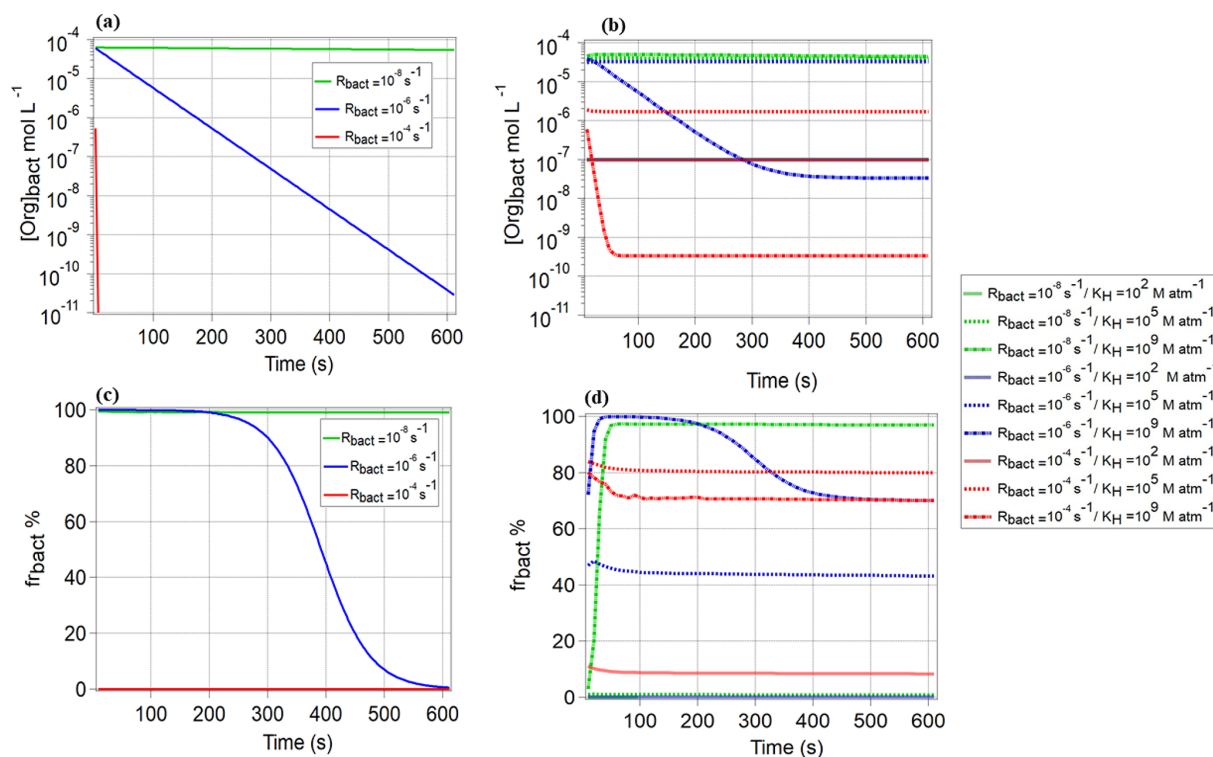 (a)
10⁻⁴
10⁻⁵
10⁻⁶
10⁻⁷
10⁻⁸
10⁻⁹
10⁻¹⁰
10⁻¹¹
[Org]bact mol L⁻¹
Rbact = 10⁻⁸ s⁻¹
Rbact = 10⁻⁶ s⁻¹
Rbact = 10⁻⁴ s⁻¹
100 200 300 400 500 600
Time (s)
(b)
10⁻⁴
10⁻⁵
10⁻⁶
10⁻⁷
10⁻⁸
10⁻⁹
10⁻¹⁰
10⁻¹¹
[Org]bact mol L⁻¹
100 200 300 400 500 600
Time (s)
(c)
100
80
60
40
20
0
frbact %
Rbact = 10⁻⁸ s⁻¹
Rbact = 10⁻⁶ s⁻¹
Rbact = 10⁻⁴ s⁻¹
100 200 300 400 500 600
Time (s)
(d)
100
80
60
40
20
0
frbact %
100 200 300 400 500 600
Time (s)
Rbact = 10⁻⁸ s⁻¹ / KH = 10² M atm⁻¹
Rbact = 10⁻⁸ s⁻¹ / KH = 10⁵ M atm⁻¹
Rbact = 10⁻⁸ s⁻¹ / KH = 10⁹ M atm⁻¹
Rbact = 10⁻⁶ s⁻¹ / KH = 10² M atm⁻¹
Rbact = 10⁻⁶ s⁻¹ / KH = 10⁵ M atm⁻¹
Rbact = 10⁻⁶ s⁻¹ / KH = 10⁹ M atm⁻¹
Rbact = 10⁻⁴ s⁻¹ / KH = 10² M atm⁻¹
Rbact = 10⁻⁴ s⁻¹ / KH = 10⁵ M atm⁻¹
Rbact = 10⁻⁴ s⁻¹ / KH = 10⁹ M atm⁻¹